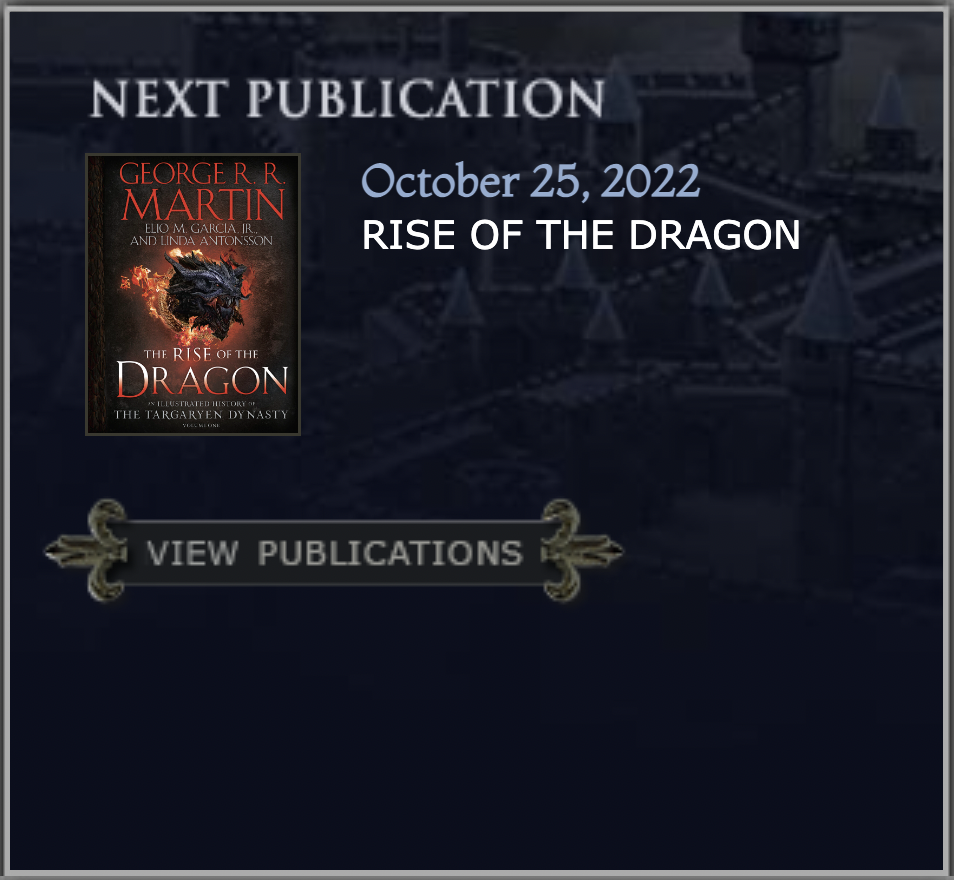 NEXT PUBLICATION
GEORGE R. R.
MARTIN
ELIO M. GARCÍA, JR.,
AND LINDA ANTONSSON
THE RISE OF THE
DRAGON
AN ILLUSTRATED HISTORY OF
THE TARGARYEN DYNASTY
VOLUME ONE
October 25, 2022
RISE OF THE DRAGON
VIEW PUBLICATIONS